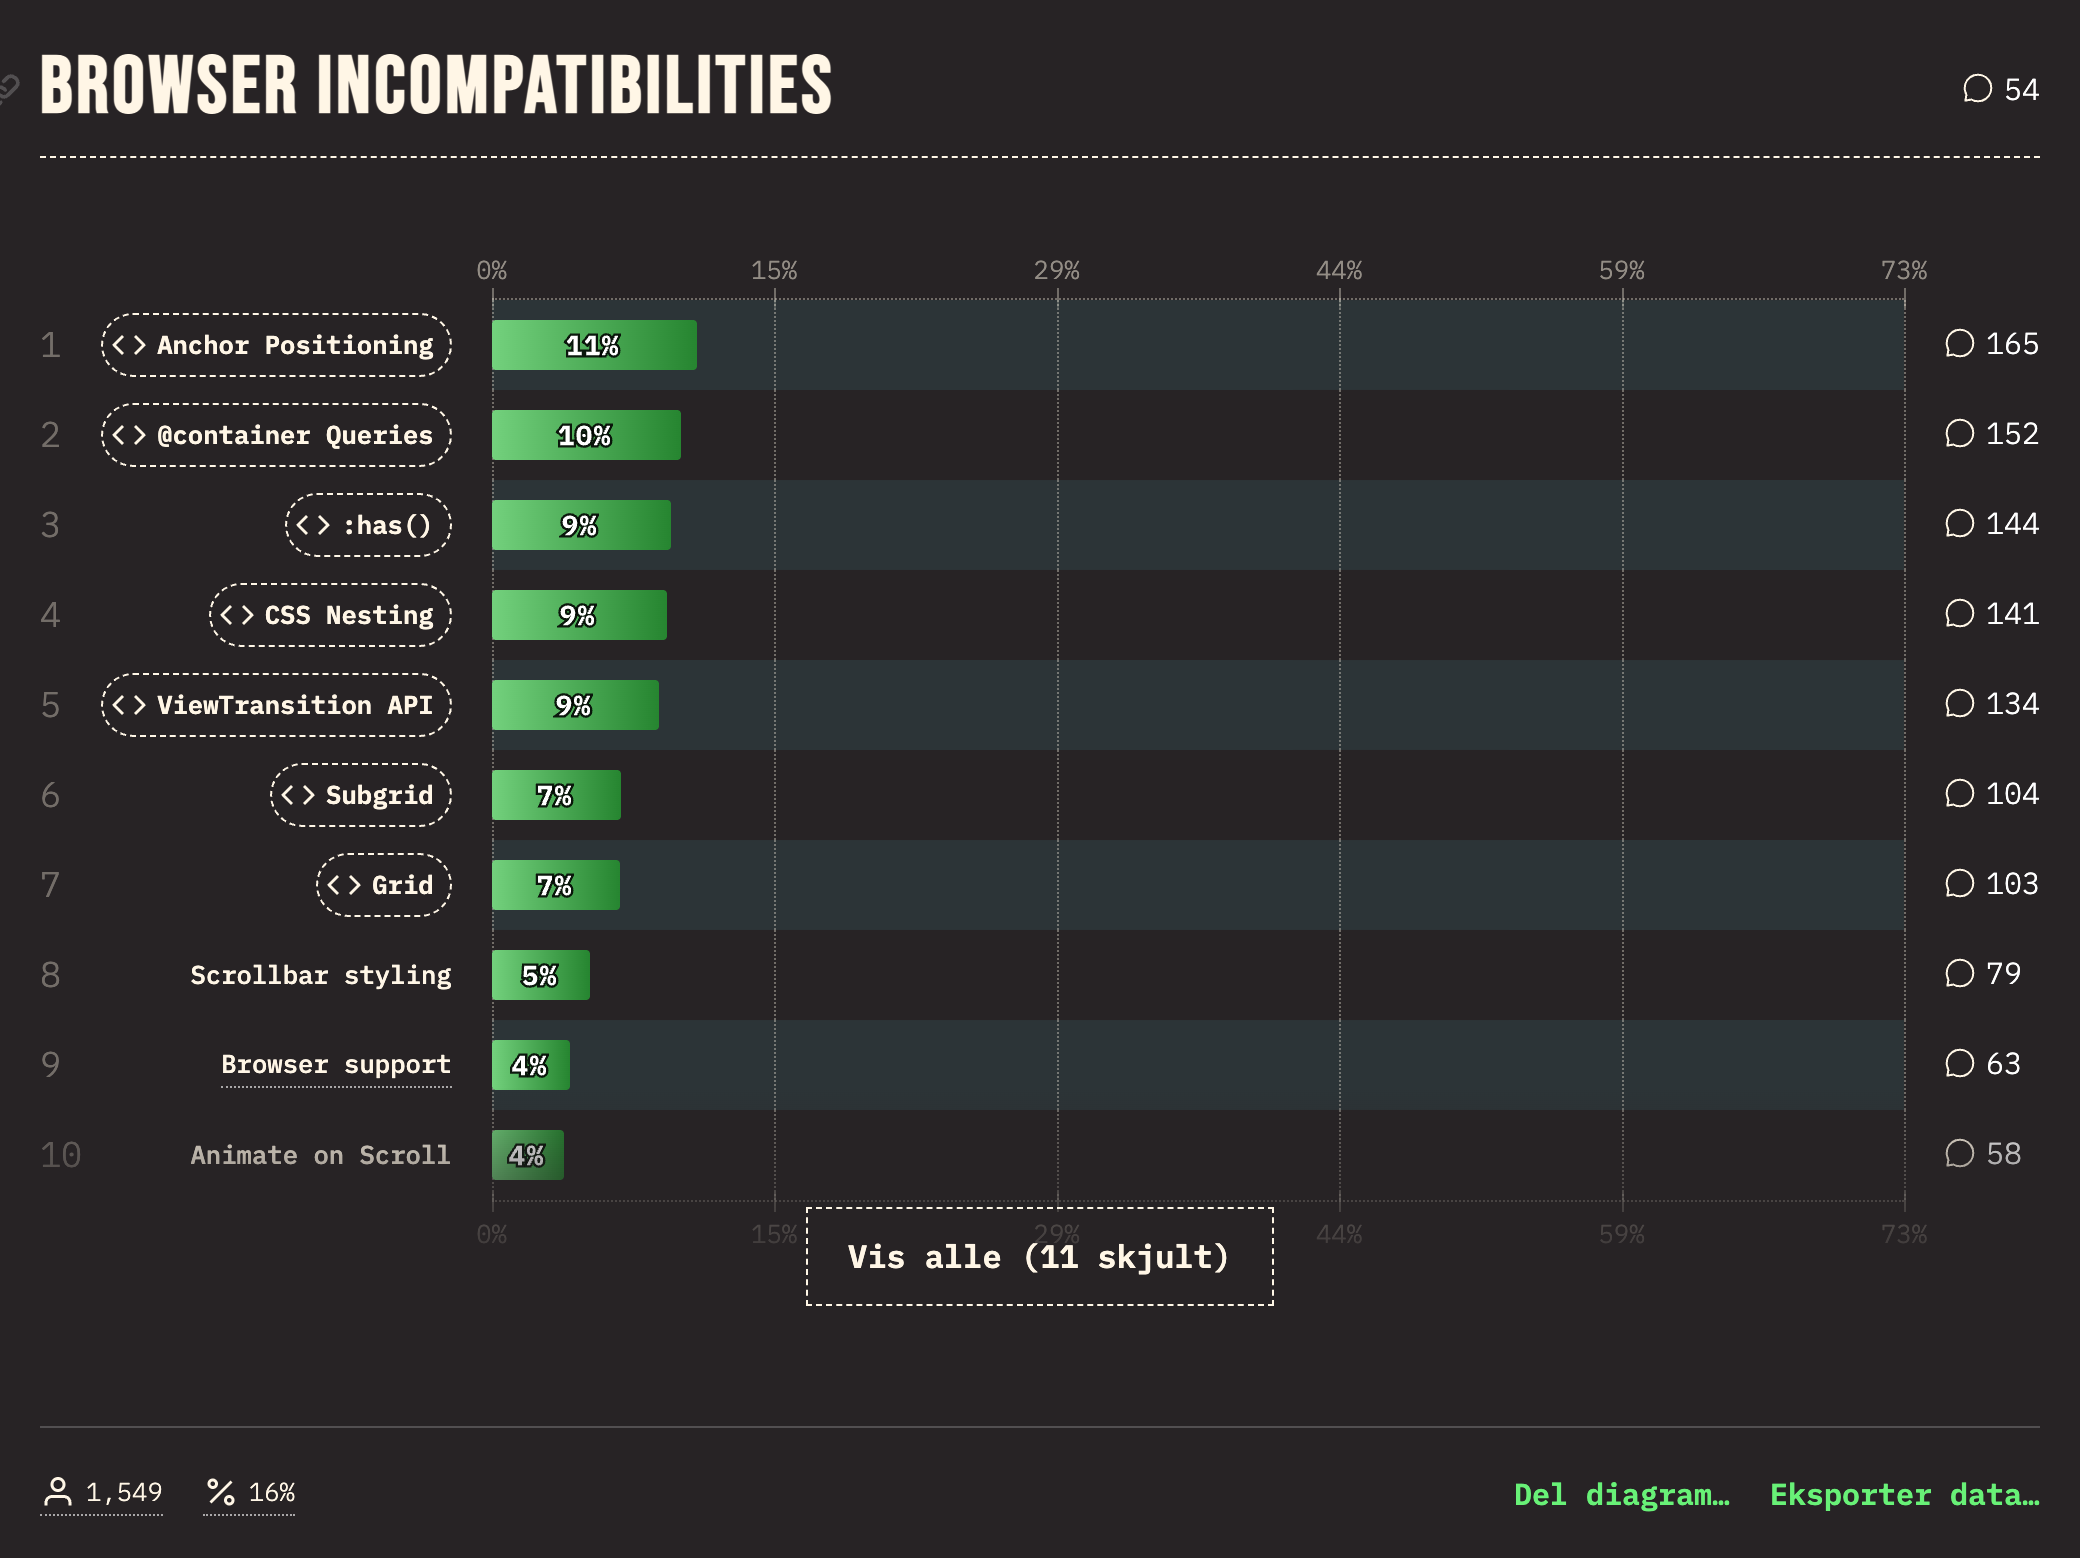 BROWSER INCOMPATIBILITIES 54
0% 15% 29% 44% 59% 73%
1 <> Anchor Positioning 11% 165
2 <> @container Queries 10% 152
3 <> :has() 9% 144
4 <> CSS Nesting 9% 141
5 <> ViewTransition API 9% 134
6 <> Subgrid 7% 104
7 <> Grid 7% 103
8 Scrollbar styling 5% 79
9 Browser support 4% 63
10 Animate on Scroll 4% 58
0% 15% 29% 44% 59% 73%
Vis alle (11 skjult)
1,549 % 16% Del diagram… Eksporter data…